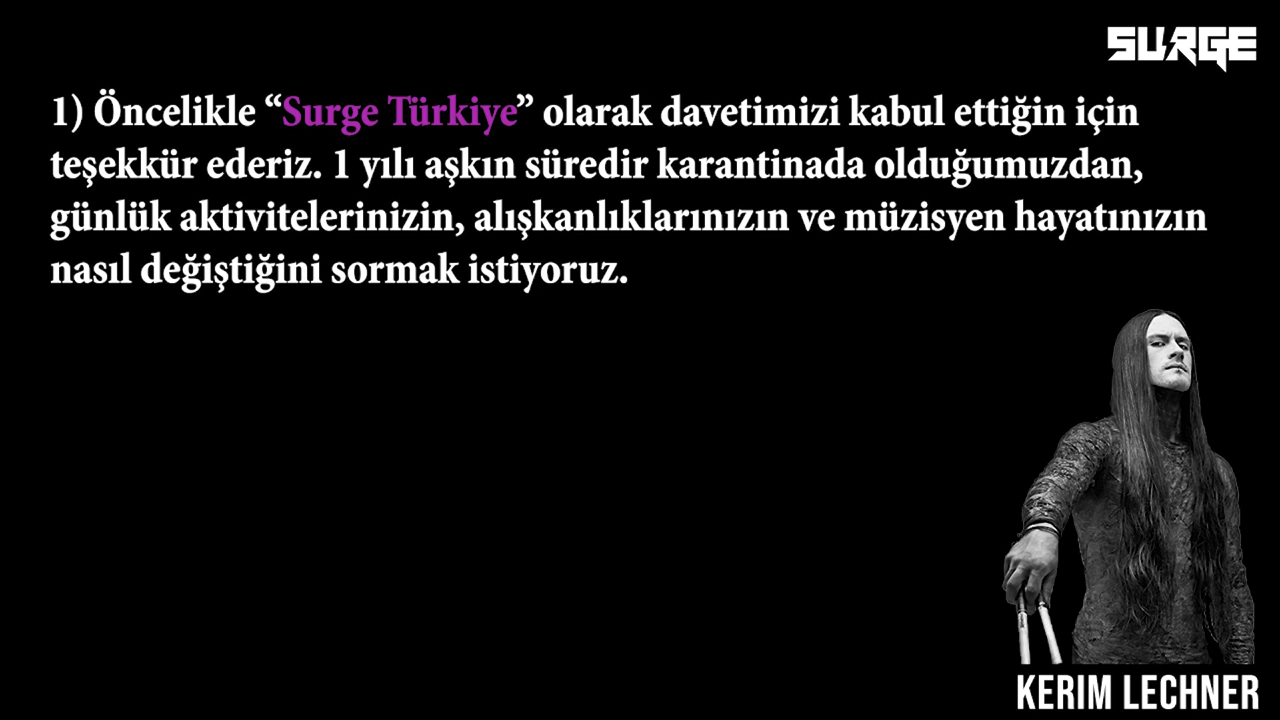 SURGE
1) Öncelikle “Surge Türkiye” olarak davetimizi kabul ettiğin için
teşekkür ederiz. 1 yılı aşkın süredir karantinada olduğumuzdan,
günlük aktivitelerinizin, alışkanlıklarınızın ve müzisyen hayatınızın
nasıl değiştiğini sormak istiyoruz.
KERIM LECHNER